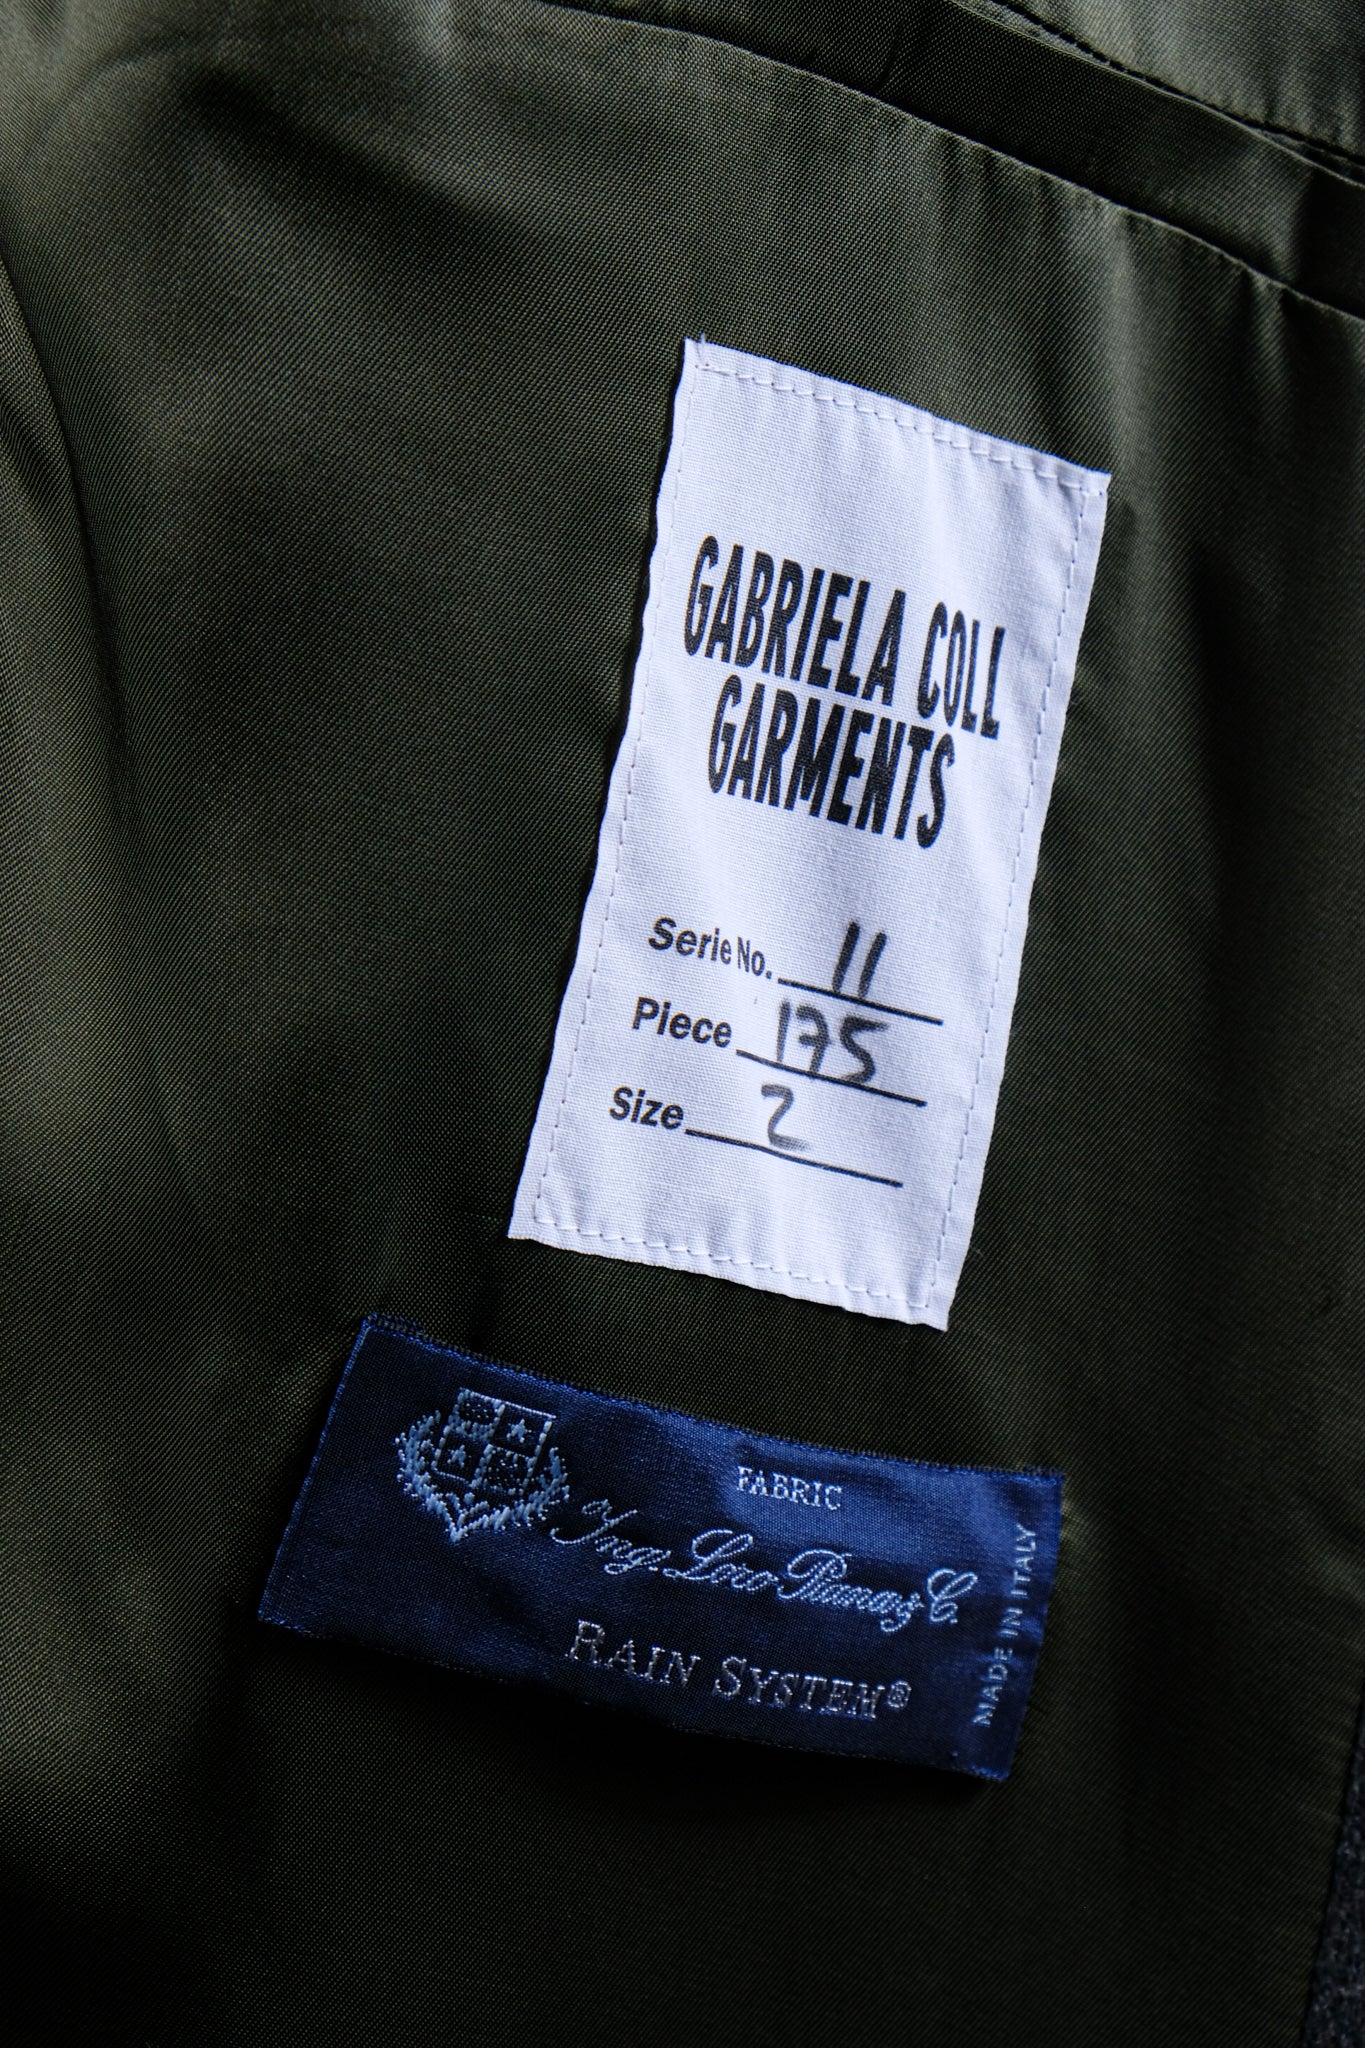 GABRIELA COLL
GARMENTS
Serie No. 11
Piece 175
Size 2
FABRIC
Ing. Loro Piana & C.
RAIN SYSTEM®
MADE IN ITALY